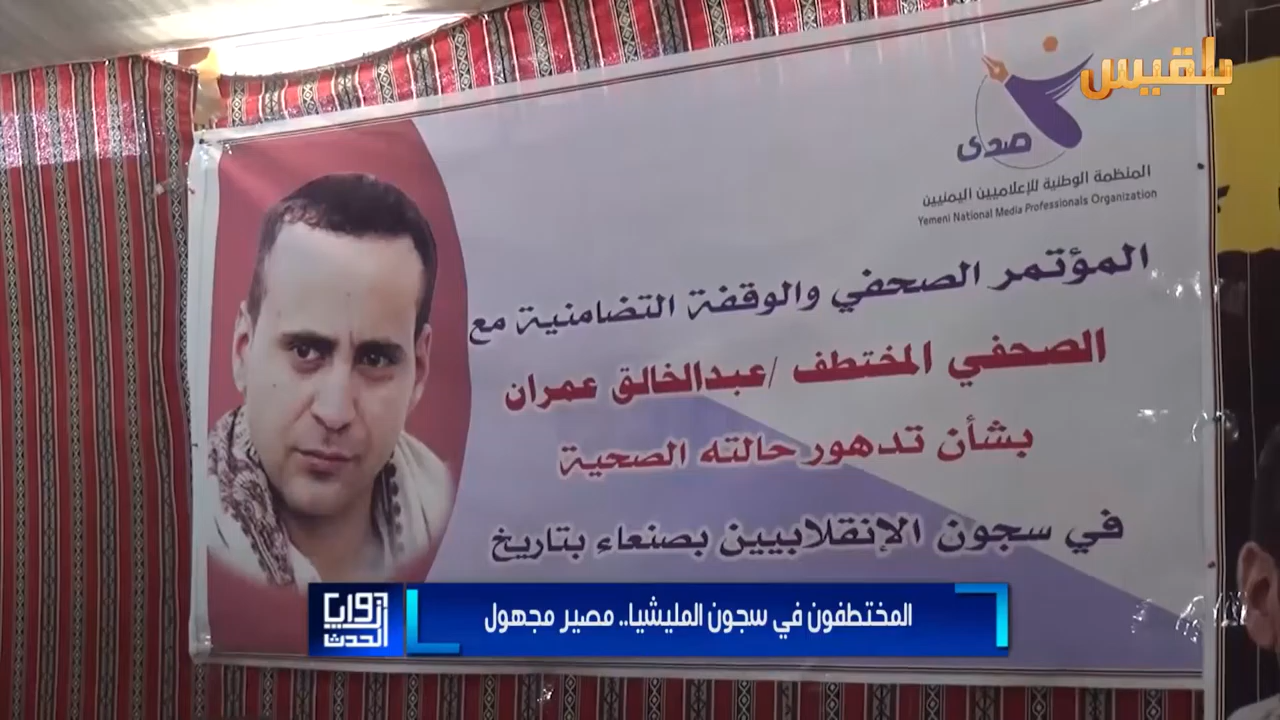 بلقيس
صدى
المنظمة الوطنية للإعلاميين اليمنيين
Yemeni National Media Professionals Organization
المؤتمر الصحفي والوقفة التضامنية مع
الصحفي المختطف /عبدالخالق عمران
بشأن تدهور حالته الصحية
في سجون الإنقلابيين بصنعاء بتاريخ
زوايا الحدث
المختطفون في سجون المليشيا.. مصير مجهول